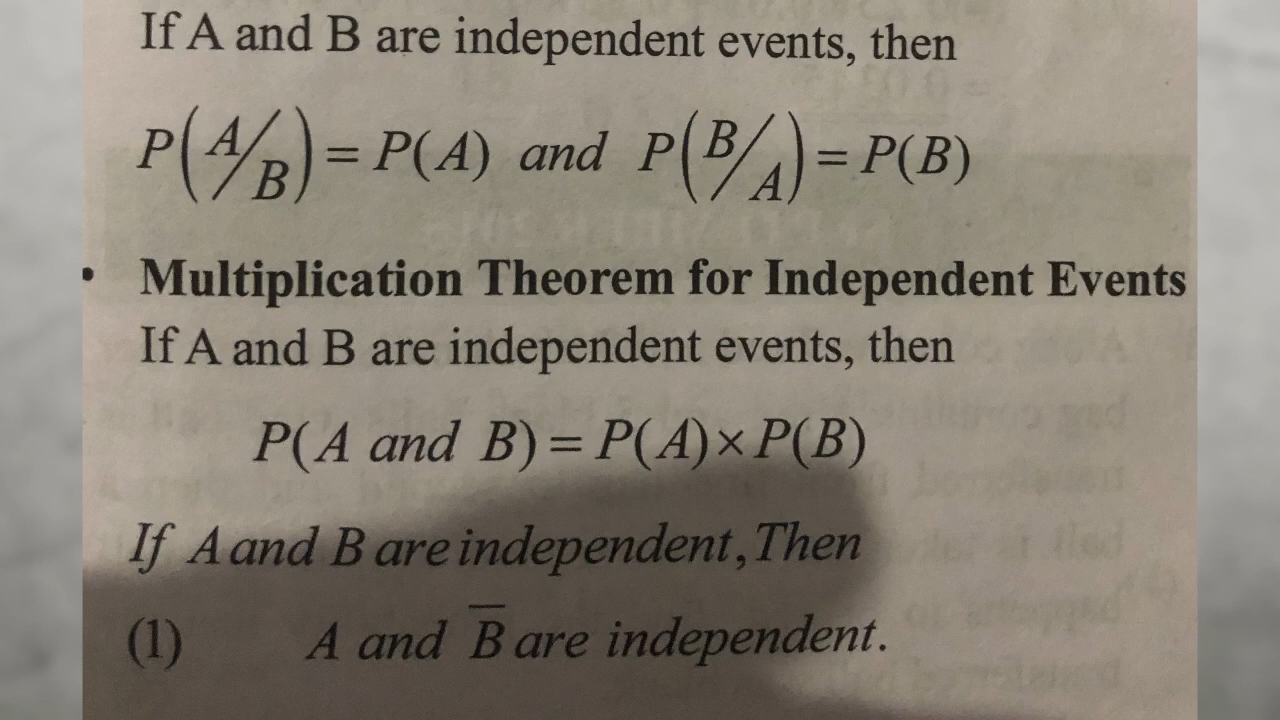 If A and B are independent events, then
P(A/B) = P(A) and P(B/A) = P(B)
• Multiplication Theorem for Independent Events
If A and B are independent events, then
P(A and B) = P(A) × P(B)
If A and B are independent, Then
(1) A and B̅ are independent.